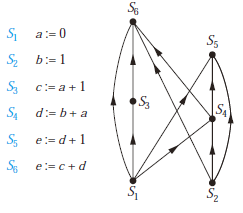 S₁ a := 0
S₂ b := 1
S₃ c := a + 1
S₄ d := b + a
S₅ e := d + 1
S₆ e := c + d
S₆
S₅
S₃
S₄
S₁
S₂